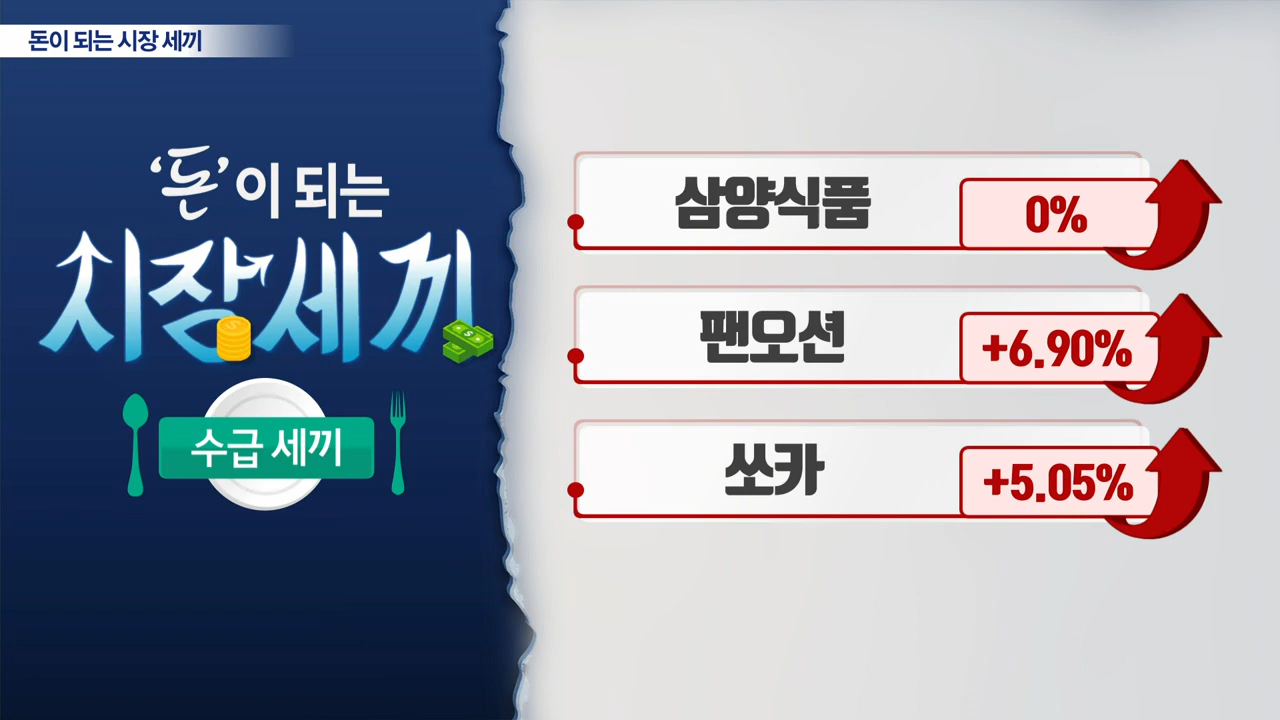 돈이 되는 시장 세끼
‘돈’이 되는
시장세끼
수급 세끼
삼양식품
0%
팬오션
+6.90%
쏘카
+5.05%